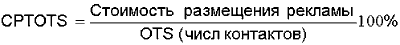 CPTOTS = Стоимость размещения рекламы / OTS (числ контактов) 100%